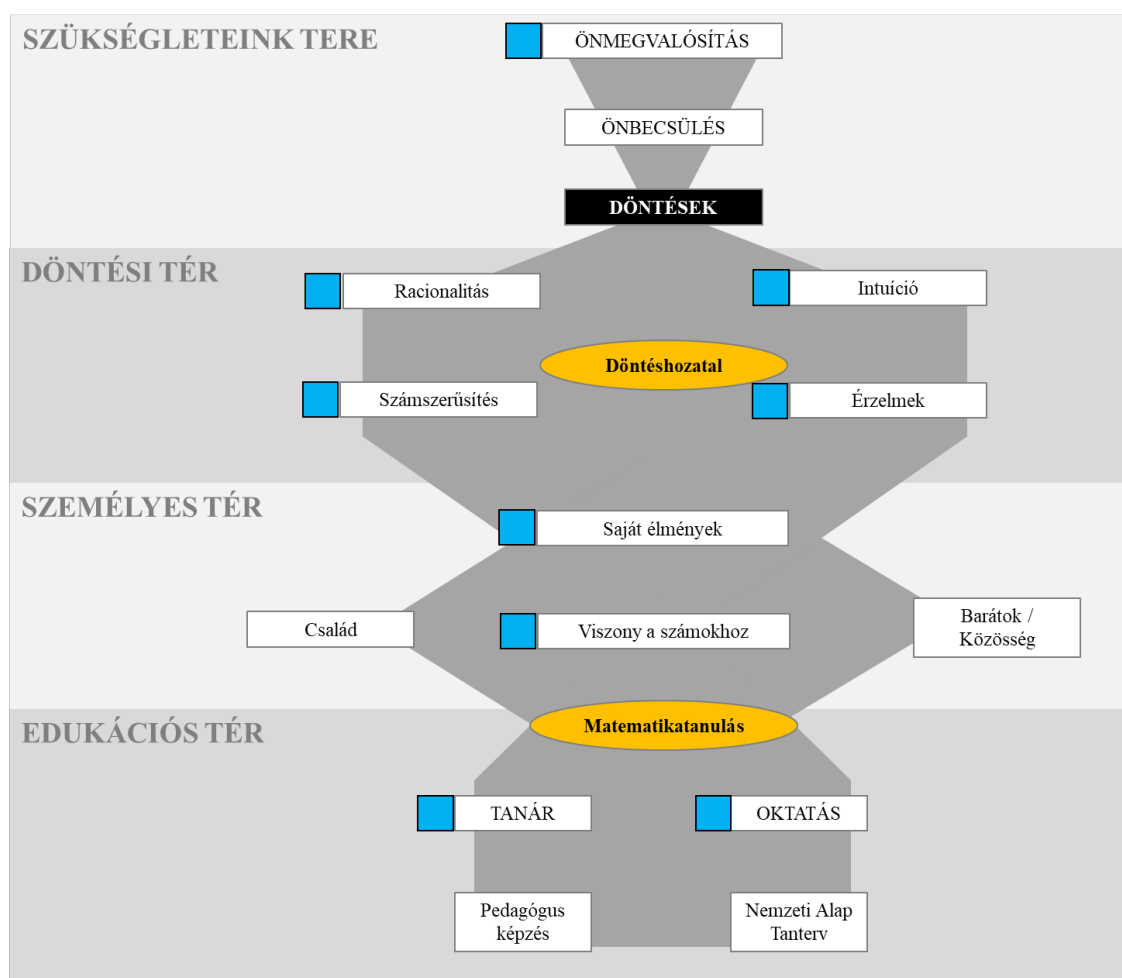 SZÜKSÉGLETEINK TERE
ÖNMEGVALÓSÍTÁS
ÖNBECSÜLÉS
DÖNTÉSEK
DÖNTÉSI TÉR
Racionalitás
Intuíció
Döntéshozatal
Számszerűsítés
Érzelmek
SZEMÉLYES TÉR
Saját élmények
Család
Viszony a számokhoz
Barátok /
Közösség
EDUKÁCIÓS TÉR
Matematikatanulás
TANÁR
OKTATÁS
Pedagógus
képzés
Nemzeti Alap
Tanterv